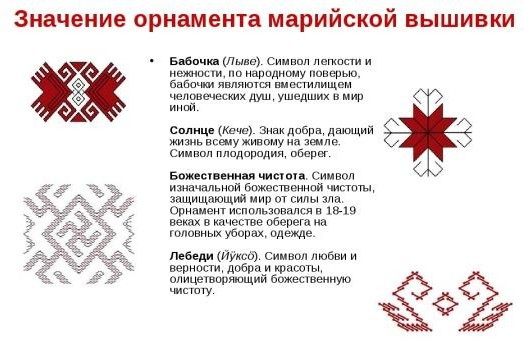 Значение орнамента марийской вышивки
• Бабочка (Лыве). Символ легкости и
нежности, по народному поверью,
бабочки являются вместилищем
человеческих душ, ушедших в мир
иной.
Солнце (Кече). Знак добра, дающий
жизнь всему живому на земле.
Символ плодородия, оберег.
Божественная чистота. Символ
изначальной божественной чистоты,
защищающий мир от силы зла.
Орнамент использовался в 18-19
веках в качестве оберега на
головных уборах, одежде.
Лебеди (Йӱксӧ). Символ любви и
верности, добра и красоты,
олицетворяющий божественную
чистоту.